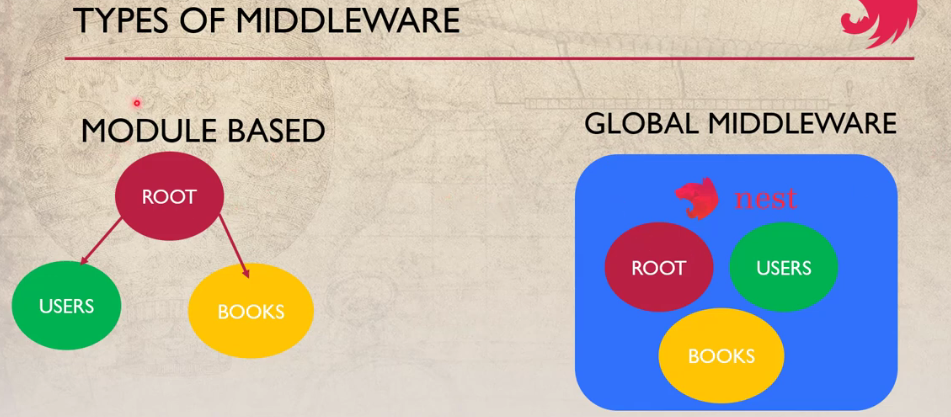 TYPES OF MIDDLEWARE
MODULE BASED
ROOT
USERS
BOOKS
GLOBAL MIDDLEWARE
nest
ROOT
USERS
BOOKS